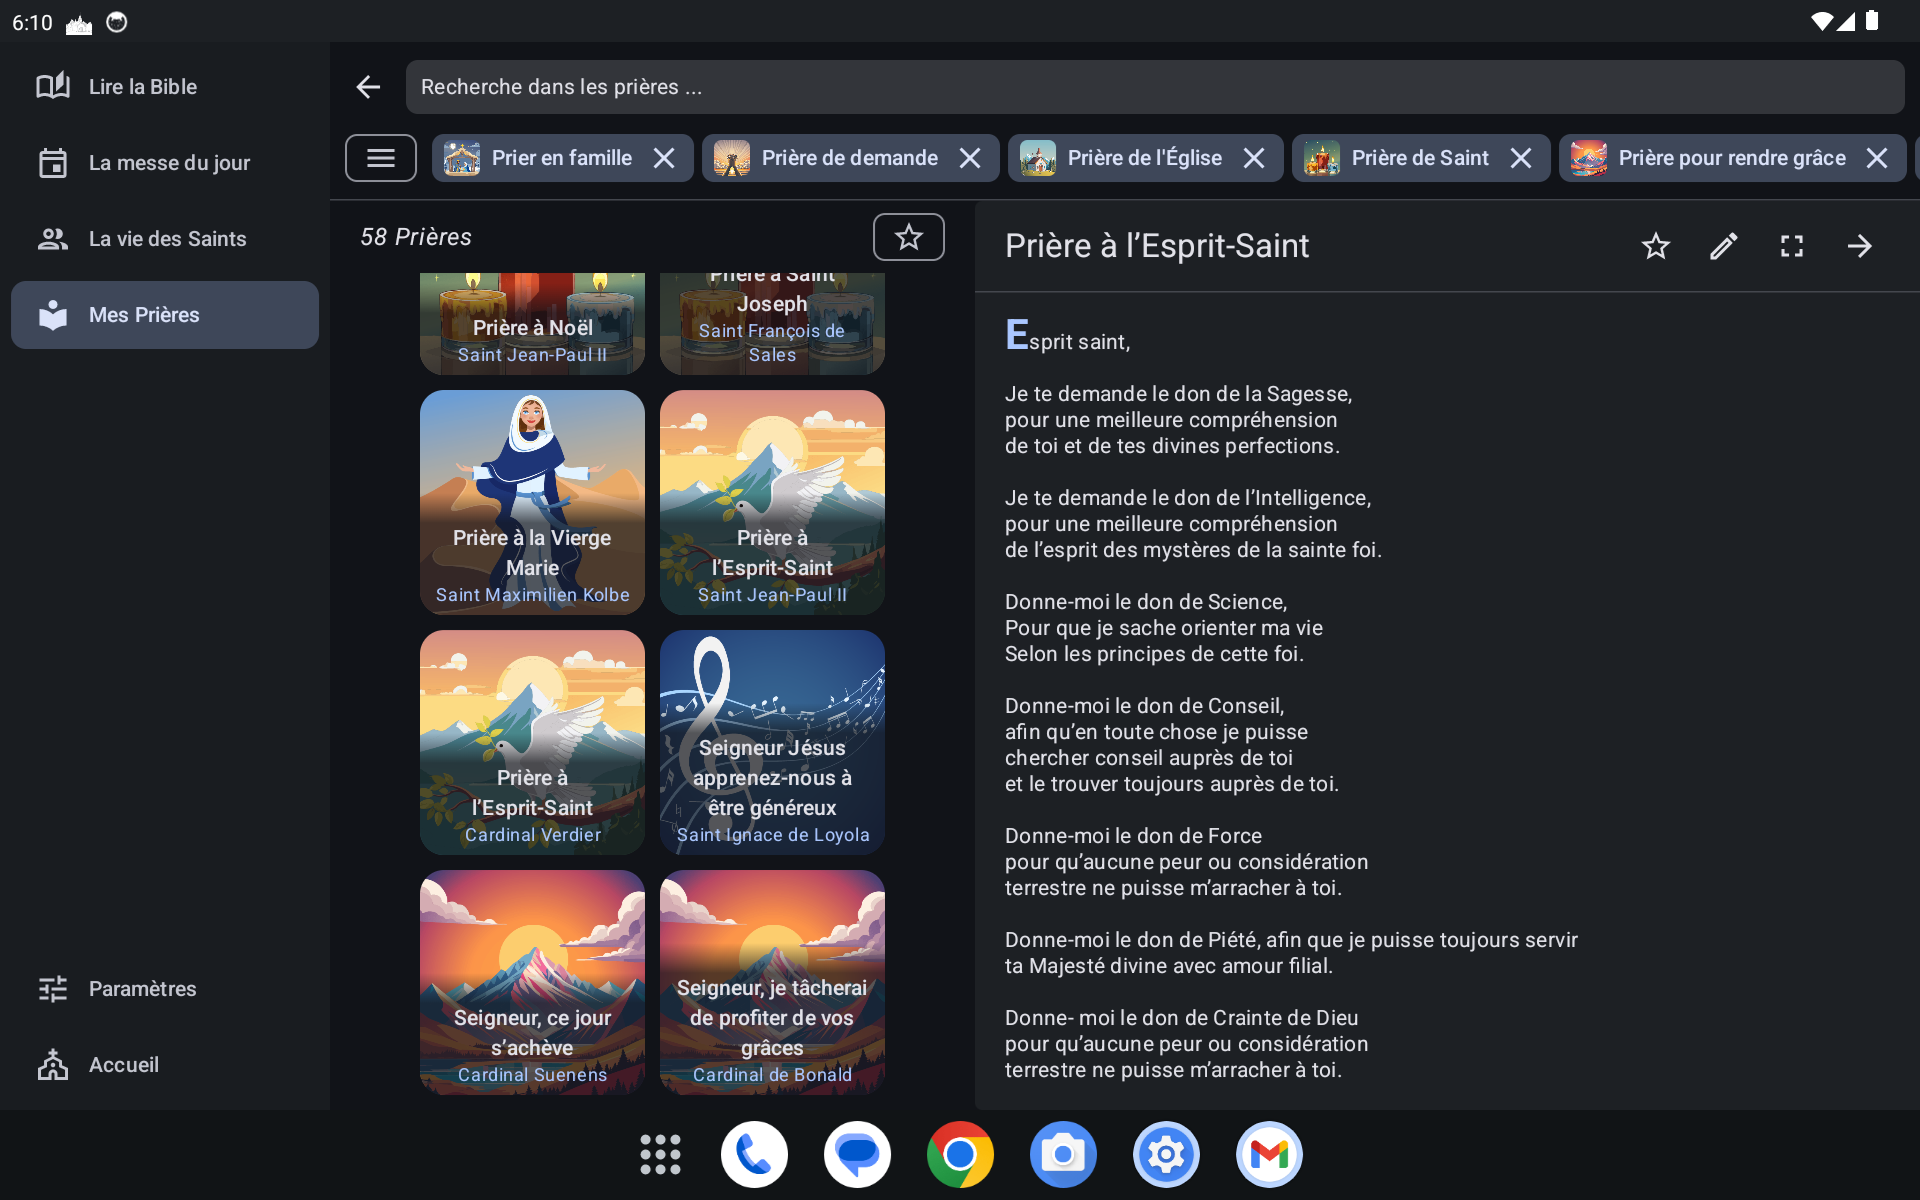 6:10
Lire la Bible
La messe du jour
La vie des Saints
Mes Prières
Paramètres
Accueil
Recherche dans les prières ...
Prier en famille
Prière de demande
Prière de l'Église
Prière de Saint
Prière pour rendre grâce
58 Prières
Prière à Noël
Saint Jean-Paul II
Prière à Saint
Joseph
Saint François de
Sales
Prière à la Vierge
Marie
Saint Maximilien Kolbe
Prière à
l’Esprit-Saint
Saint Jean-Paul II
Prière à
l’Esprit-Saint
Cardinal Verdier
Seigneur Jésus
apprenez-nous à
être généreux
Saint Ignace de Loyola
Seigneur, ce jour
s’achève
Cardinal Suenens
Seigneur, je tâcherai
de profiter de vos
grâces
Cardinal de Bonald
Prière à l’Esprit-Saint
Esprit saint,
Je te demande le don de la Sagesse,
pour une meilleure compréhension
de toi et de tes divines perfections.
Je te demande le don de l’Intelligence,
pour une meilleure compréhension
de l’esprit des mystères de la sainte foi.
Donne-moi le don de Science,
Pour que je sache orienter ma vie
Selon les principes de cette foi.
Donne-moi le don de Conseil,
afin qu’en toute chose je puisse
chercher conseil auprès de toi
et le trouver toujours auprès de toi.
Donne-moi le don de Force
pour qu’aucune peur ou considération
terrestre ne puisse m’arracher à toi.
Donne-moi le don de Piété, afin que je puisse toujours servir
ta Majesté divine avec amour filial.
Donne- moi le don de Crainte de Dieu
pour qu’aucune peur ou considération
terrestre ne puisse m’arracher à toi.